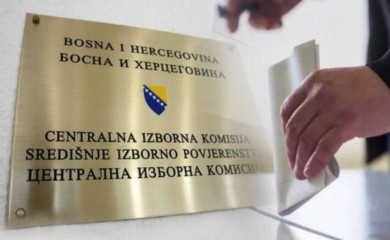 BOSNA I HERCEGOVINA
БОСНА И ХЕРЦЕГОВИНА
CENTRALNA IZBORNA KOMISIJA
SREDIŠNJE IZBORNO POVJERENSTVO
ЦЕНТРАЛНА ИЗБОРНА КОМИСИЈА